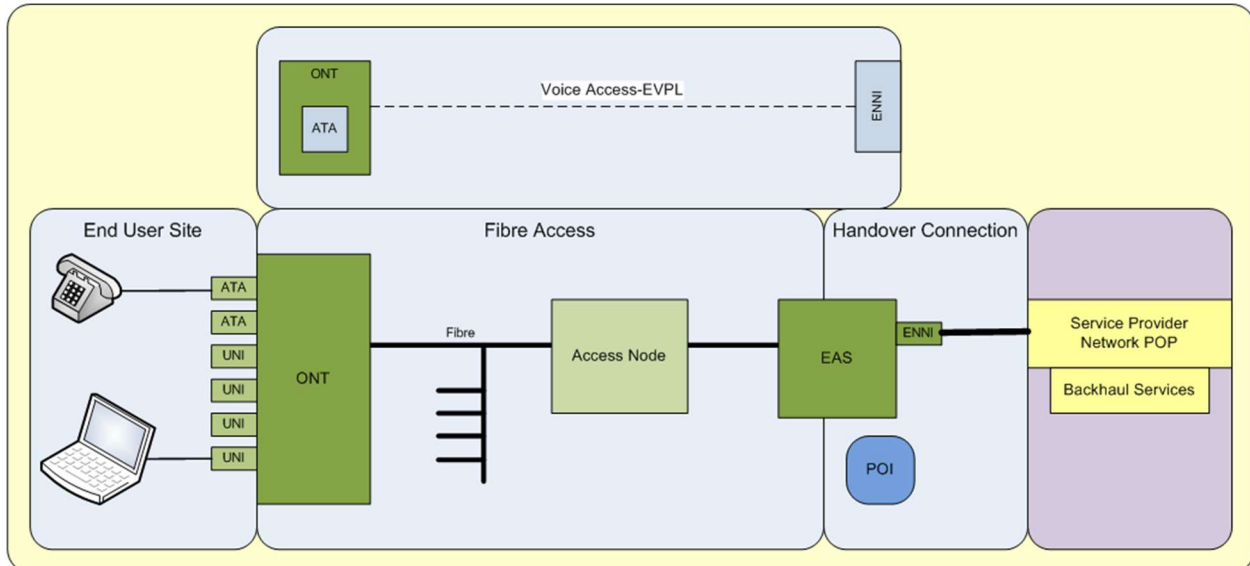 ONT
ATA
Voice Access-EVPL
ENNI
End User Site
Fibre Access
Handover Connection
ATA
ATA
UNI
UNI
UNI
UNI
ONT
Fibre
Access Node
EAS
ENNI
POI
Service Provider
Network POP
Backhaul Services